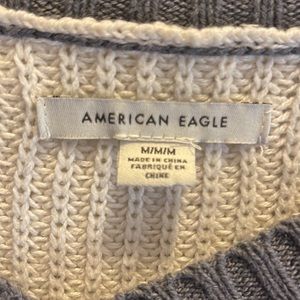 AMERICAN EAGLE
M/M/M
MADE IN CHINA
FABRIQUÉ EN
CHINE